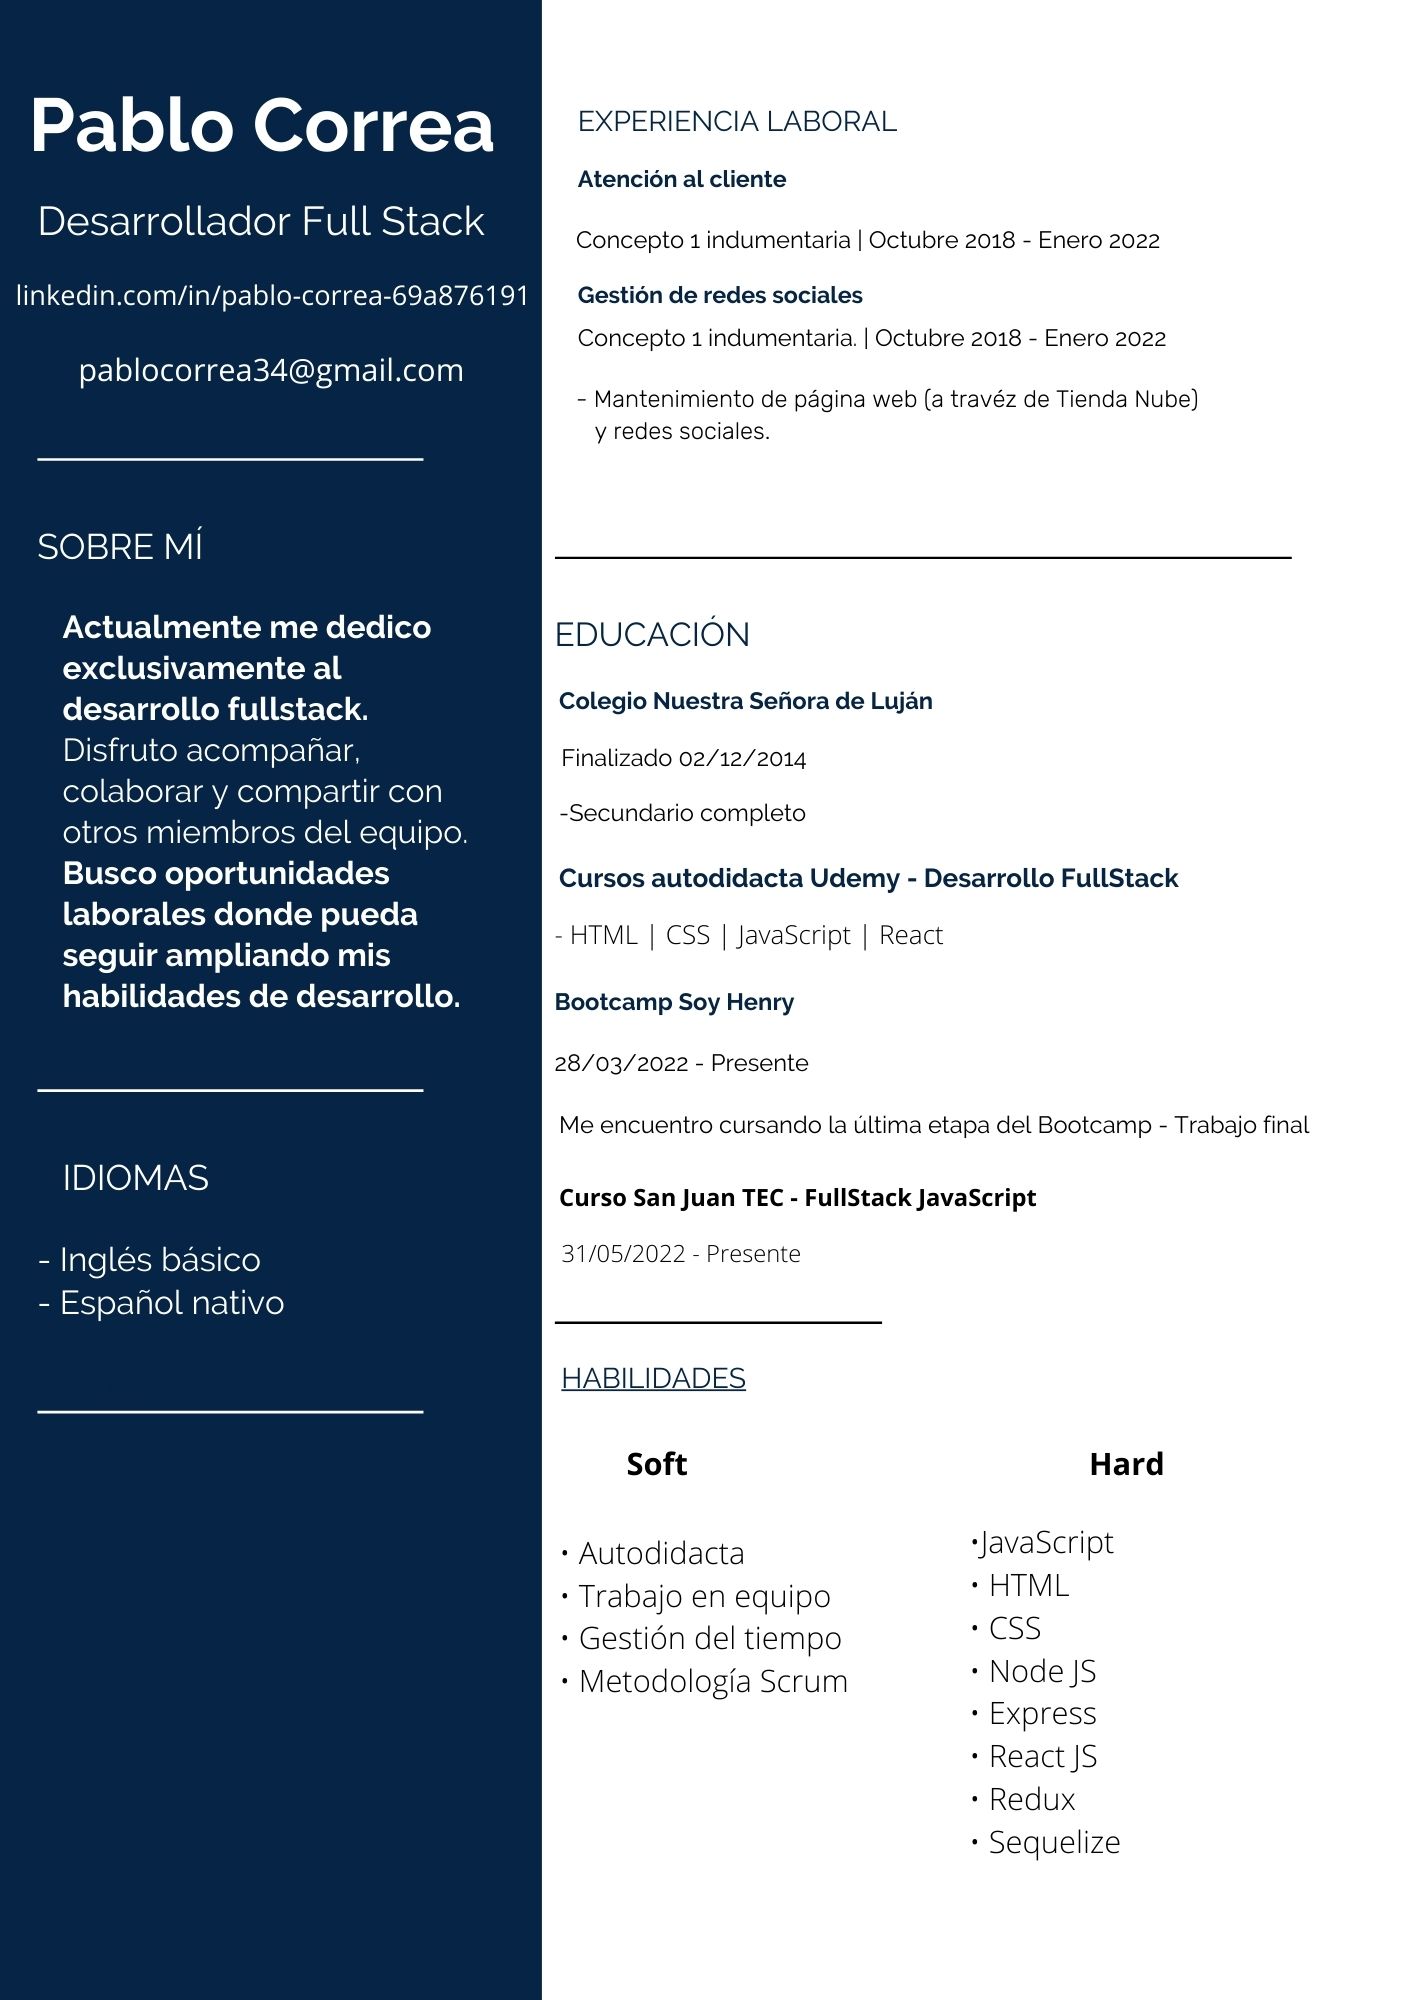 Pablo Correa
Desarrollador Full Stack
linkedin.com/in/pablo-correa-69a876191
pablocorrea34@gmail.com
SOBRE MÍ
Actualmente me dedico
exclusivamente al
desarrollo fullstack.
Disfruto acompañar,
colaborar y compartir con
otros miembros del equipo.
Busco oportunidades
laborales donde pueda
seguir ampliando mis
habilidades de desarrollo.
IDIOMAS
- Inglés básico
- Español nativo
EXPERIENCIA LABORAL
Atención al cliente
Concepto 1 indumentaria | Octubre 2018 - Enero 2022
Gestión de redes sociales
Concepto 1 indumentaria. | Octubre 2018 - Enero 2022
- Mantenimiento de página web (a travéz de Tienda Nube)
y redes sociales.
EDUCACIÓN
Colegio Nuestra Señora de Luján
Finalizado 02/12/2014
-Secundario completo
Cursos autodidacta Udemy - Desarrollo FullStack
- HTML | CSS | JavaScript | React
Bootcamp Soy Henry
28/03/2022 - Presente
Me encuentro cursando la última etapa del Bootcamp - Trabajo final
Curso San Juan TEC - FullStack JavaScript
31/05/2022 - Presente
HABILIDADES
Soft
• Autodidacta
• Trabajo en equipo
• Gestión del tiempo
• Metodología Scrum
Hard
•JavaScript
• HTML
• CSS
• Node JS
• Express
• React JS
• Redux
• Sequelize